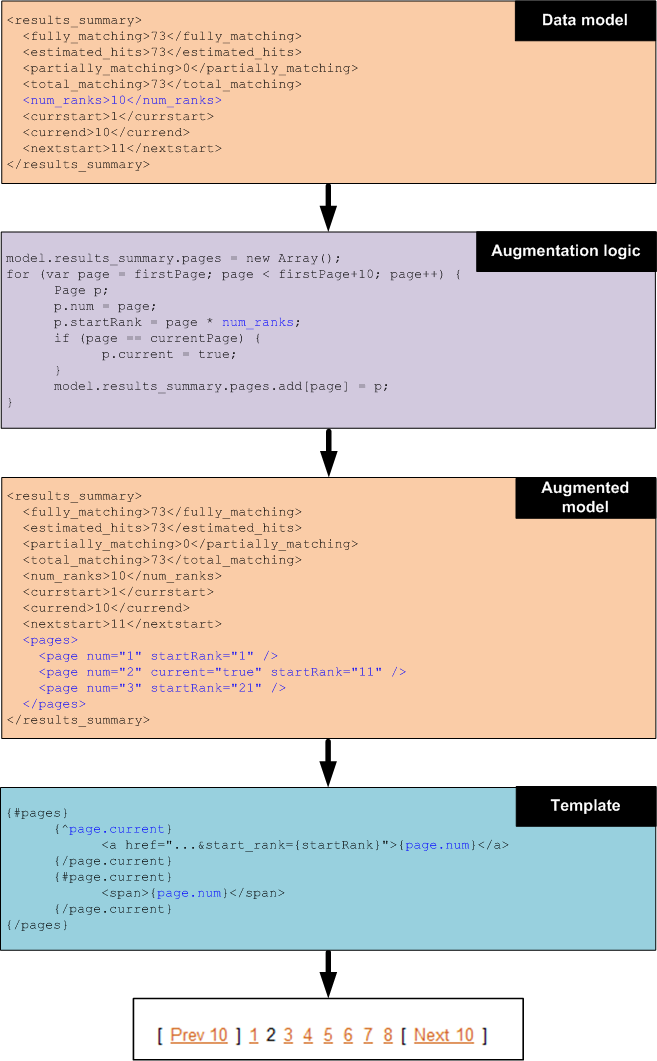 Data model
<results_summary>
  <fully_matching>73</fully_matching>
  <estimated_hits>73</estimated_hits>
  <partially_matching>0</partially_matching>
  <total_matching>73</total_matching>
  <num_ranks>10</num_ranks>
  <currstart>1</currstart>
  <currend>10</currend>
  <nextstart>11</nextstart>
</results_summary>
Augmentation logic
model.results_summary.pages = new Array();
for (var page = firstPage; page < firstPage+10; page++) {
      Page p;
      p.num = page;
      p.startRank = page * num_ranks;
      if (page == currentPage) {
            p.current = true;
      }
      model.results_summary.pages.add[page] = p;
}
Augmented
model
<results_summary>
  <fully_matching>73</fully_matching>
  <estimated_hits>73</estimated_hits>
  <partially_matching>0</partially_matching>
  <total_matching>73</total_matching>
  <num_ranks>10</num_ranks>
  <currstart>1</currstart>
  <currend>10</currend>
  <nextstart>11</nextstart>
  <pages>
    <page num="1" startRank="1" />
    <page num="2" current="true" startRank="11" />
    <page num="3" startRank="21" />
  </pages>
</results_summary>
Template
{#pages}
      {^page.current}
            <a href="...&start_rank={startRank}">{page.num}</a>
      {/page.current}
      {#page.current}
            <span>{page.num}</span>
      {/page.current}
{/pages}
[ Prev 10 ] 1 2 3 4 5 6 7 8 [ Next 10 ]